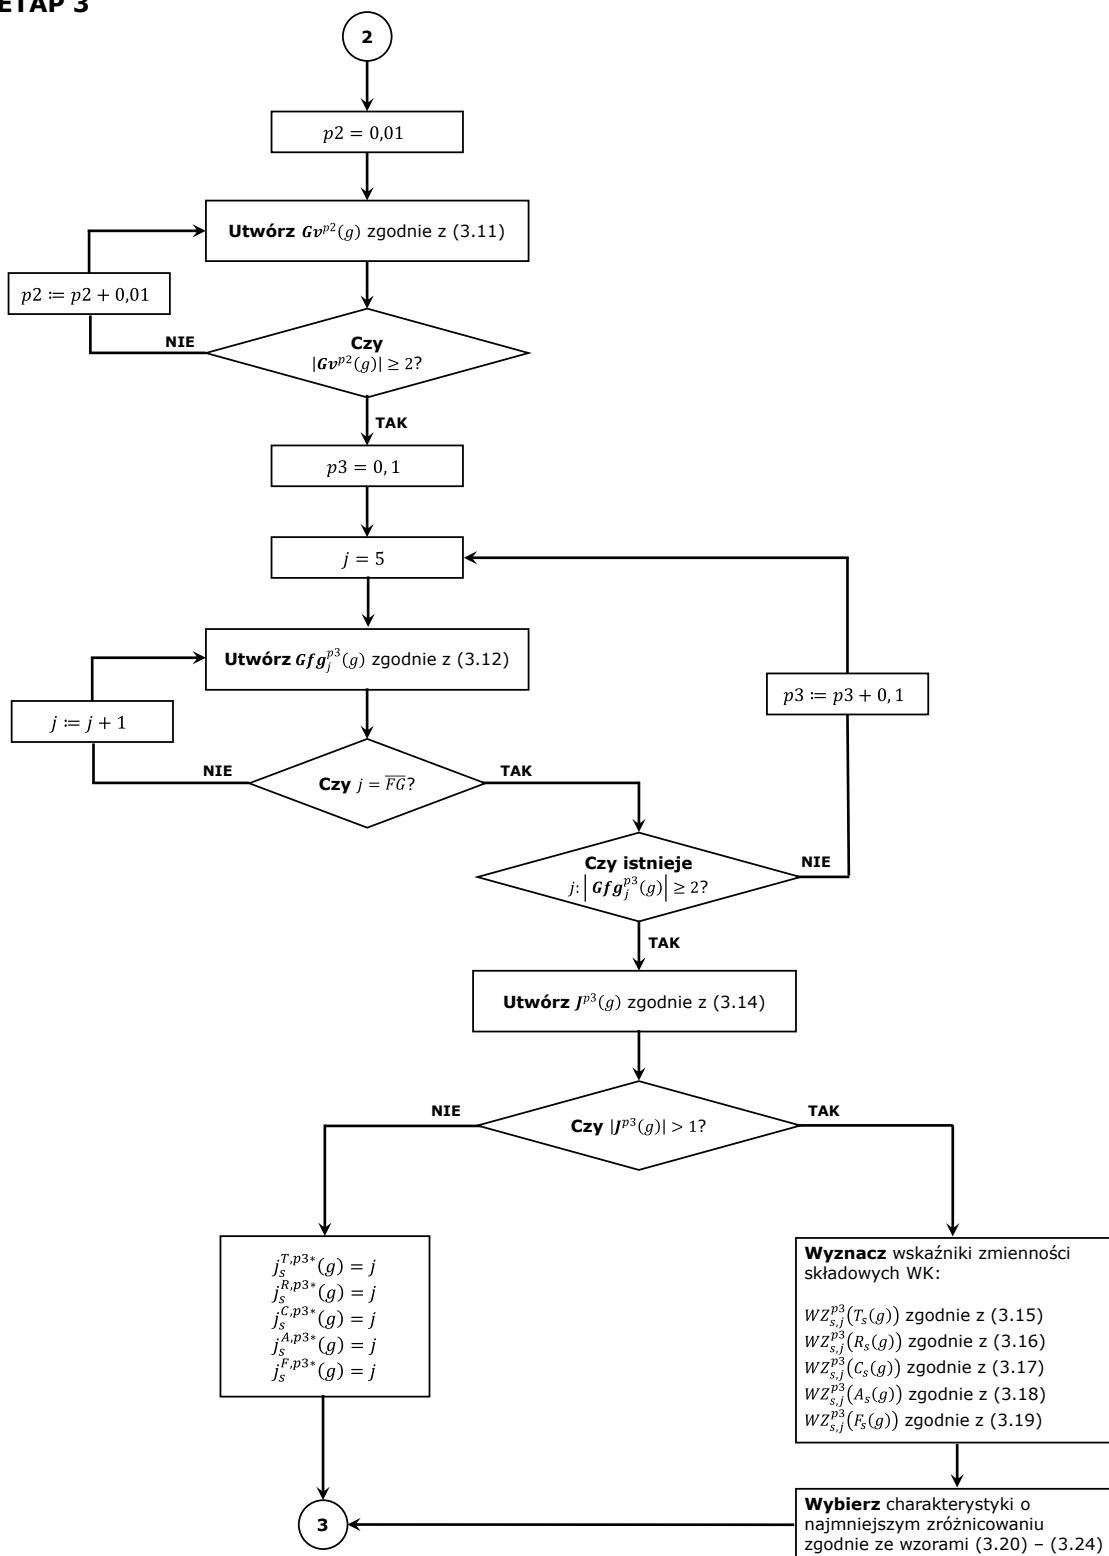 ETAP 3
2
p2 = 0,01
Utwórz Gv^{p2}(g) zgodnie z (3.11)
p2 ≔ p2 + 0,01
NIE
Czy
|Gv^{p2}(g)| ≥ 2?
TAK
p3 = 0, 1
j = 5
Utwórz Gfg_j^{p3}(g) zgodnie z (3.12)
p3 ≔ p3 + 0, 1
j ≔ j + 1
NIE
Czy j = \overline{FG}?
TAK
Czy istnieje
j: |Gfg_j^{p3}(g)| ≥ 2?
NIE
TAK
Utwórz J^{p3}(g) zgodnie z (3.14)
NIE
Czy |J^{p3}(g)| > 1?
TAK
j_s^{T,p3*}(g) = j
j_s^{R,p3*}(g) = j
j_s^{C,p3*}(g) = j
j_s^{A,p3*}(g) = j
j_s^{F,p3*}(g) = j
Wyznacz wskaźniki zmienności
składowych WK:
WZ_{s,j}^{p3}(T_s(g)) zgodnie z (3.15)
WZ_{s,j}^{p3}(R_s(g)) zgodnie z (3.16)
WZ_{s,j}^{p3}(C_s(g)) zgodnie z (3.17)
WZ_{s,j}^{p3}(A_s(g)) zgodnie z (3.18)
WZ_{s,j}^{p3}(F_s(g)) zgodnie z (3.19)
3
Wybierz charakterystyki o
najmniejszym zróżnicowaniu
zgodnie ze wzorami (3.20) – (3.24)